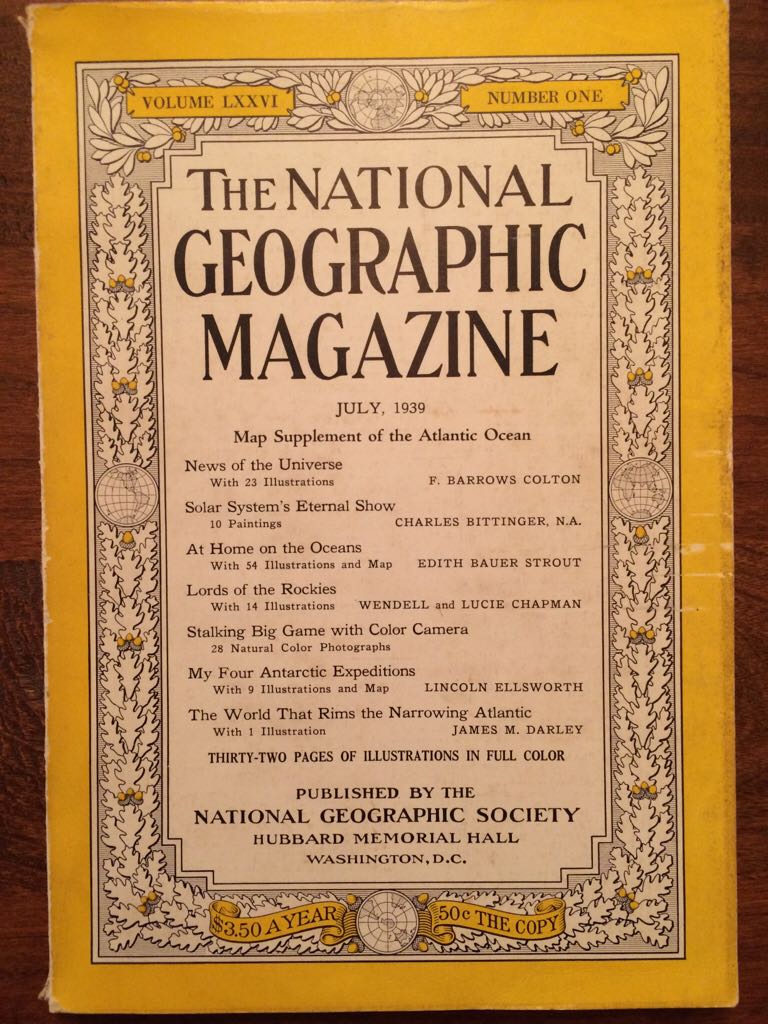 VOLUME LXXVI NUMBER ONE
THE NATIONAL
GEOGRAPHIC
MAGAZINE
JULY, 1939
Map Supplement of the Atlantic Ocean
News of the Universe
With 23 Illustrations F. BARROWS COLTON
Solar System's Eternal Show
10 Paintings CHARLES BITTINGER, N.A.
At Home on the Oceans
With 54 Illustrations and Map EDITH BAUER STROUT
Lords of the Rockies
With 14 Illustrations WENDELL and LUCIE CHAPMAN
Stalking Big Game with Color Camera
28 Natural Color Photographs
My Four Antarctic Expeditions
With 9 Illustrations and Map LINCOLN ELLSWORTH
The World That Rims the Narrowing Atlantic
With 1 Illustration JAMES M. DARLEY
THIRTY-TWO PAGES OF ILLUSTRATIONS IN FULL COLOR
PUBLISHED BY THE
NATIONAL GEOGRAPHIC SOCIETY
HUBBARD MEMORIAL HALL
WASHINGTON, D.C.
$3.50 A YEAR 50c THE COPY